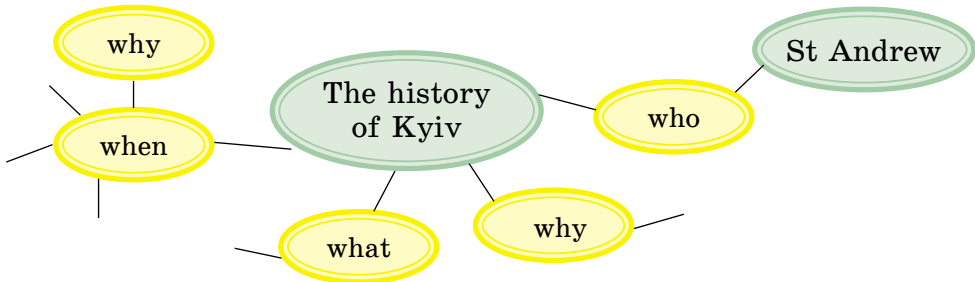 why
St Andrew
The history
of Kyiv
who
when
why
what